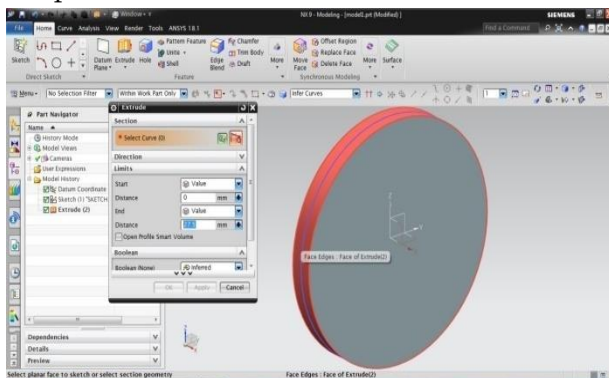 Window
NX 9 - Modeling - [model1.prt (Modified) ]
SIEMENS
File Home Curve Analysis View Render Tools ANSYS 18.1
Find a Command
Sketch
Datum Plane
Extrude
Hole
Pattern Feature
Unite
Shell
Edge Blend
Chamfer
Trim Body
Draft
More
Move Face
Offset Region
Replace Face
Delete Face
More
Surface
Direct Sketch
Feature
Synchronous Modeling
Menu
No Selection Filter
Within Work Part Only
Infer Curves
1
Part Navigator
Name
History Mode
Model Views
Cameras
User Expressions
Model History
Datum Coordinate
Sketch (1) "SKETCH
Extrude (2)
Dependencies
Details
Preview
Extrude
Section
* Select Curve (0)
Direction
Limits
Start
Value
Distance
0
mm
End
Value
Distance
mm
Open Profile Smart Volume
Boolean
Boolean (None)
Inferred
OK
Apply
Cancel
Face Edges : Face of Extrude(2)
Select planar face to sketch or select section geometry
Face Edges : Face of Extrude(2)